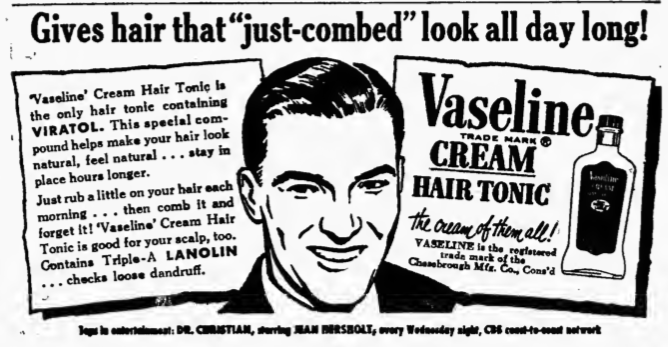 Gives hair that “just-combed” look all day long!
‘Vaseline’ Cream Hair Tonic is
the only hair tonic containing
VIRATOL. This special com-
pound helps make your hair look
natural, feel natural . . . stay in
place hours longer.
Just rub a little on your hair each
morning . . . then comb it and
forget it! ‘Vaseline’ Cream Hair
Tonic is good for your scalp, too.
Contains Triple-A LANOLIN
. . . checks loose dandruff.
Vaseline
TRADE MARK ®
CREAM
HAIR TONIC
the cream of them all!
VASELINE is the registered
trade mark of the
Chesebrough Mfg. Co., Cons'd
Vaseline
CREAM
Tops in entertainment: DR. CHRISTIAN, starring JEAN HERSHOLT, every Wednesday night, CBS coast-to-coast network